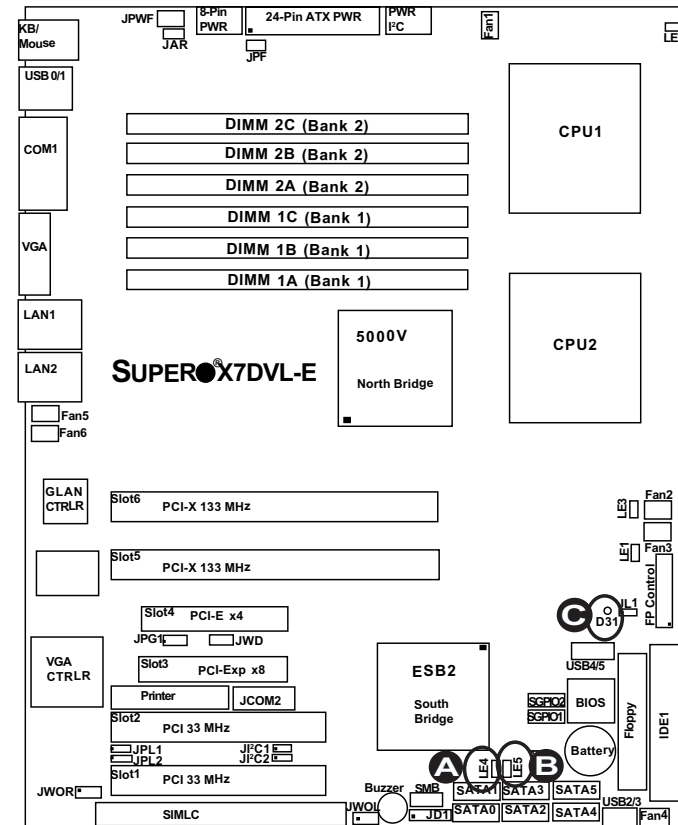 JPWF
8-Pin
PWR
24-Pin ATX PWR
PWR
I²C
Fan1
LE
KB/
Mouse
JAR
JPF
USB 0/1
COM1
VGA
LAN1
LAN2
Fan5
Fan6
DIMM 2C (Bank 2)
DIMM 2B (Bank 2)
DIMM 2A (Bank 2)
DIMM 1C (Bank 1)
DIMM 1B (Bank 1)
DIMM 1A (Bank 1)
CPU1
CPU2
5000V
North Bridge
SUPER●®X7DVL-E
GLAN
CTRLR
Slot6
PCI-X 133 MHz
Slot5
PCI-X 133 MHz
Slot4
PCI-E x4
JPG1
JWD
Slot3
PCI-Exp x8
VGA
CTRLR
Printer
JCOM2
Slot2
PCI 33 MHz
JPL1
JPL2
JI²C1
JI²C2
Slot1
PCI 33 MHz
JWOR
SIMLC
JWOL
Buzzer
SMB
JD1
ESB2
South
Bridge
LE3
Fan2
LE1
Fan3
FP Control
C
JL1
D31
USB4/5
SGPIO2
SGPIO1
BIOS
Battery
Floppy
IDE1
A
LE4
LE5
B
SATA1
SATA3
SATA5
SATA0
SATA2
SATA4
USB2/3
Fan4